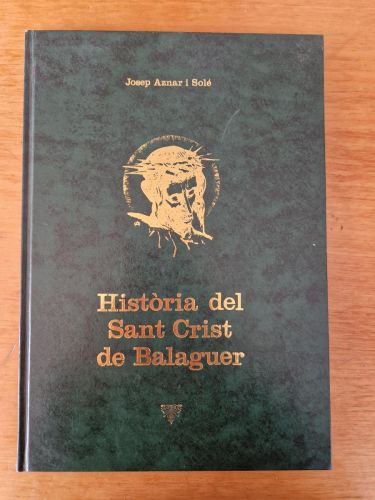 Josep Aznar i Solé
Història del
Sant Crist
de Balaguer